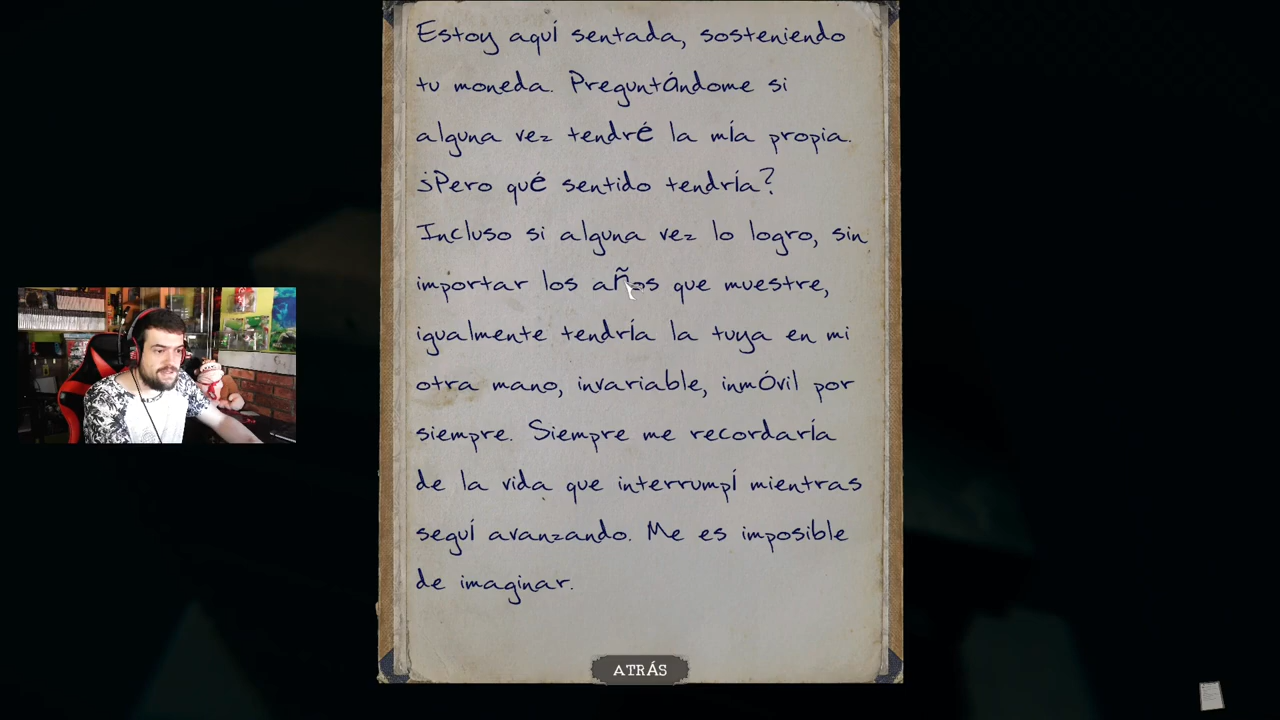 Estoy aquí sentada, sosteniendo
tu moneda. Preguntándome si
alguna vez tendré la mía propia.
¿Pero qué sentido tendría?
Incluso si alguna vez lo logro, sin
importar los años que muestre,
igualmente tendría la tuya en mi
otra mano, invariable, inmóvil por
siempre. Siempre me recordaría
de la vida que interrumpí mientras
seguí avanzando. Me es imposible
de imaginar.
ATRÁS